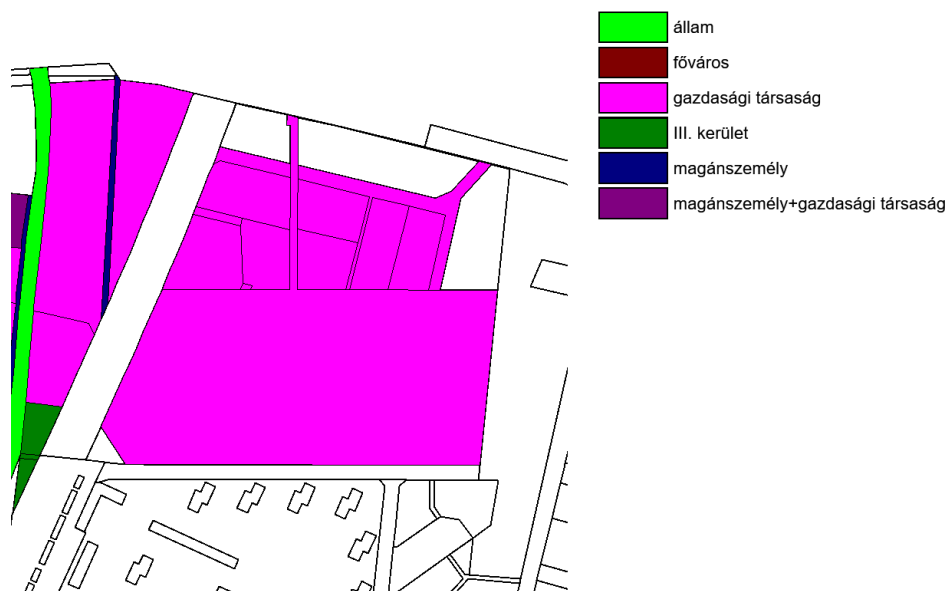 állam
főváros
gazdasági társaság
III. kerület
magánszemély
magánszemély+gazdasági társaság